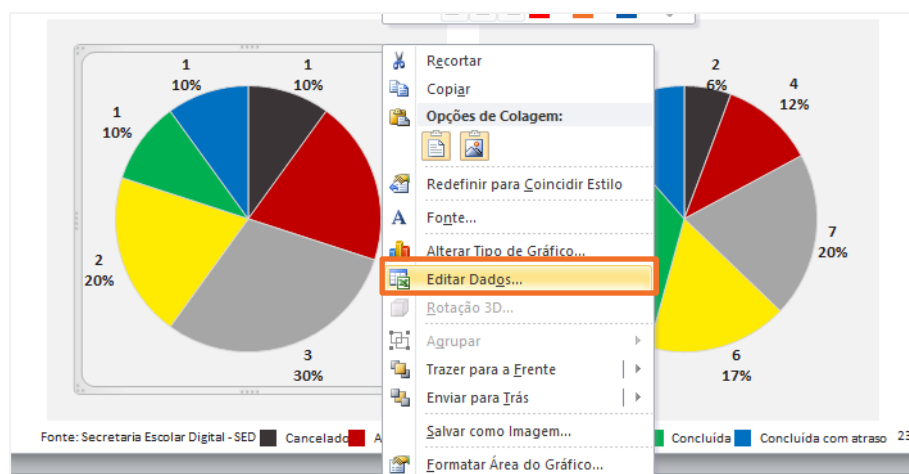 1
10%
1
10%
1
10%
2
20%
3
30%
Recortar
Copiar
Opções de Colagem:
Redefinir para Coincidir Estilo
Fonte...
Alterar Tipo de Gráfico...
Editar Dados...
Rotação 3D...
Agrupar
Trazer para a Frente
Enviar para Trás
Salvar como Imagem...
Formatar Área do Gráfico...
2
6%
4
12%
7
20%
6
17%
Fonte: Secretaria Escolar Digital - SED Cancelado A Concluída Concluída com atraso 23